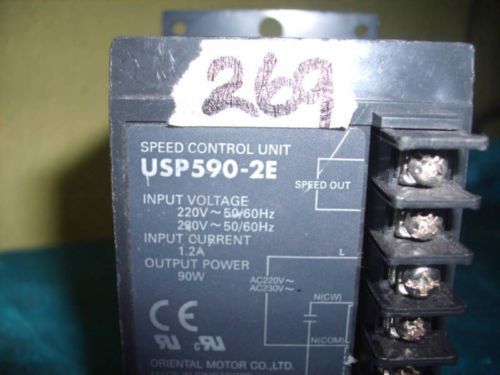 269
SPEED CONTROL UNIT
USP590-2E
SPEED OUT
INPUT VOLTAGE
220V ~ 50/60Hz
230V ~ 50/60Hz
INPUT CURRENT
1.2A
OUTPUT POWER
90W
L
AC220V~
AC230V~
N(CW)
N(COM)L
CE
ORIENTAL MOTOR CO.,LTD.